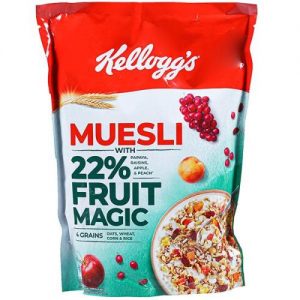 Kellogg's
MUESLI
WITH
22%
PAPAYA,
RAISINS,
APPLE,
& PEACH*
FRUIT
MAGIC
4 GRAINS
OATS, WHEAT,
CORN & RICE